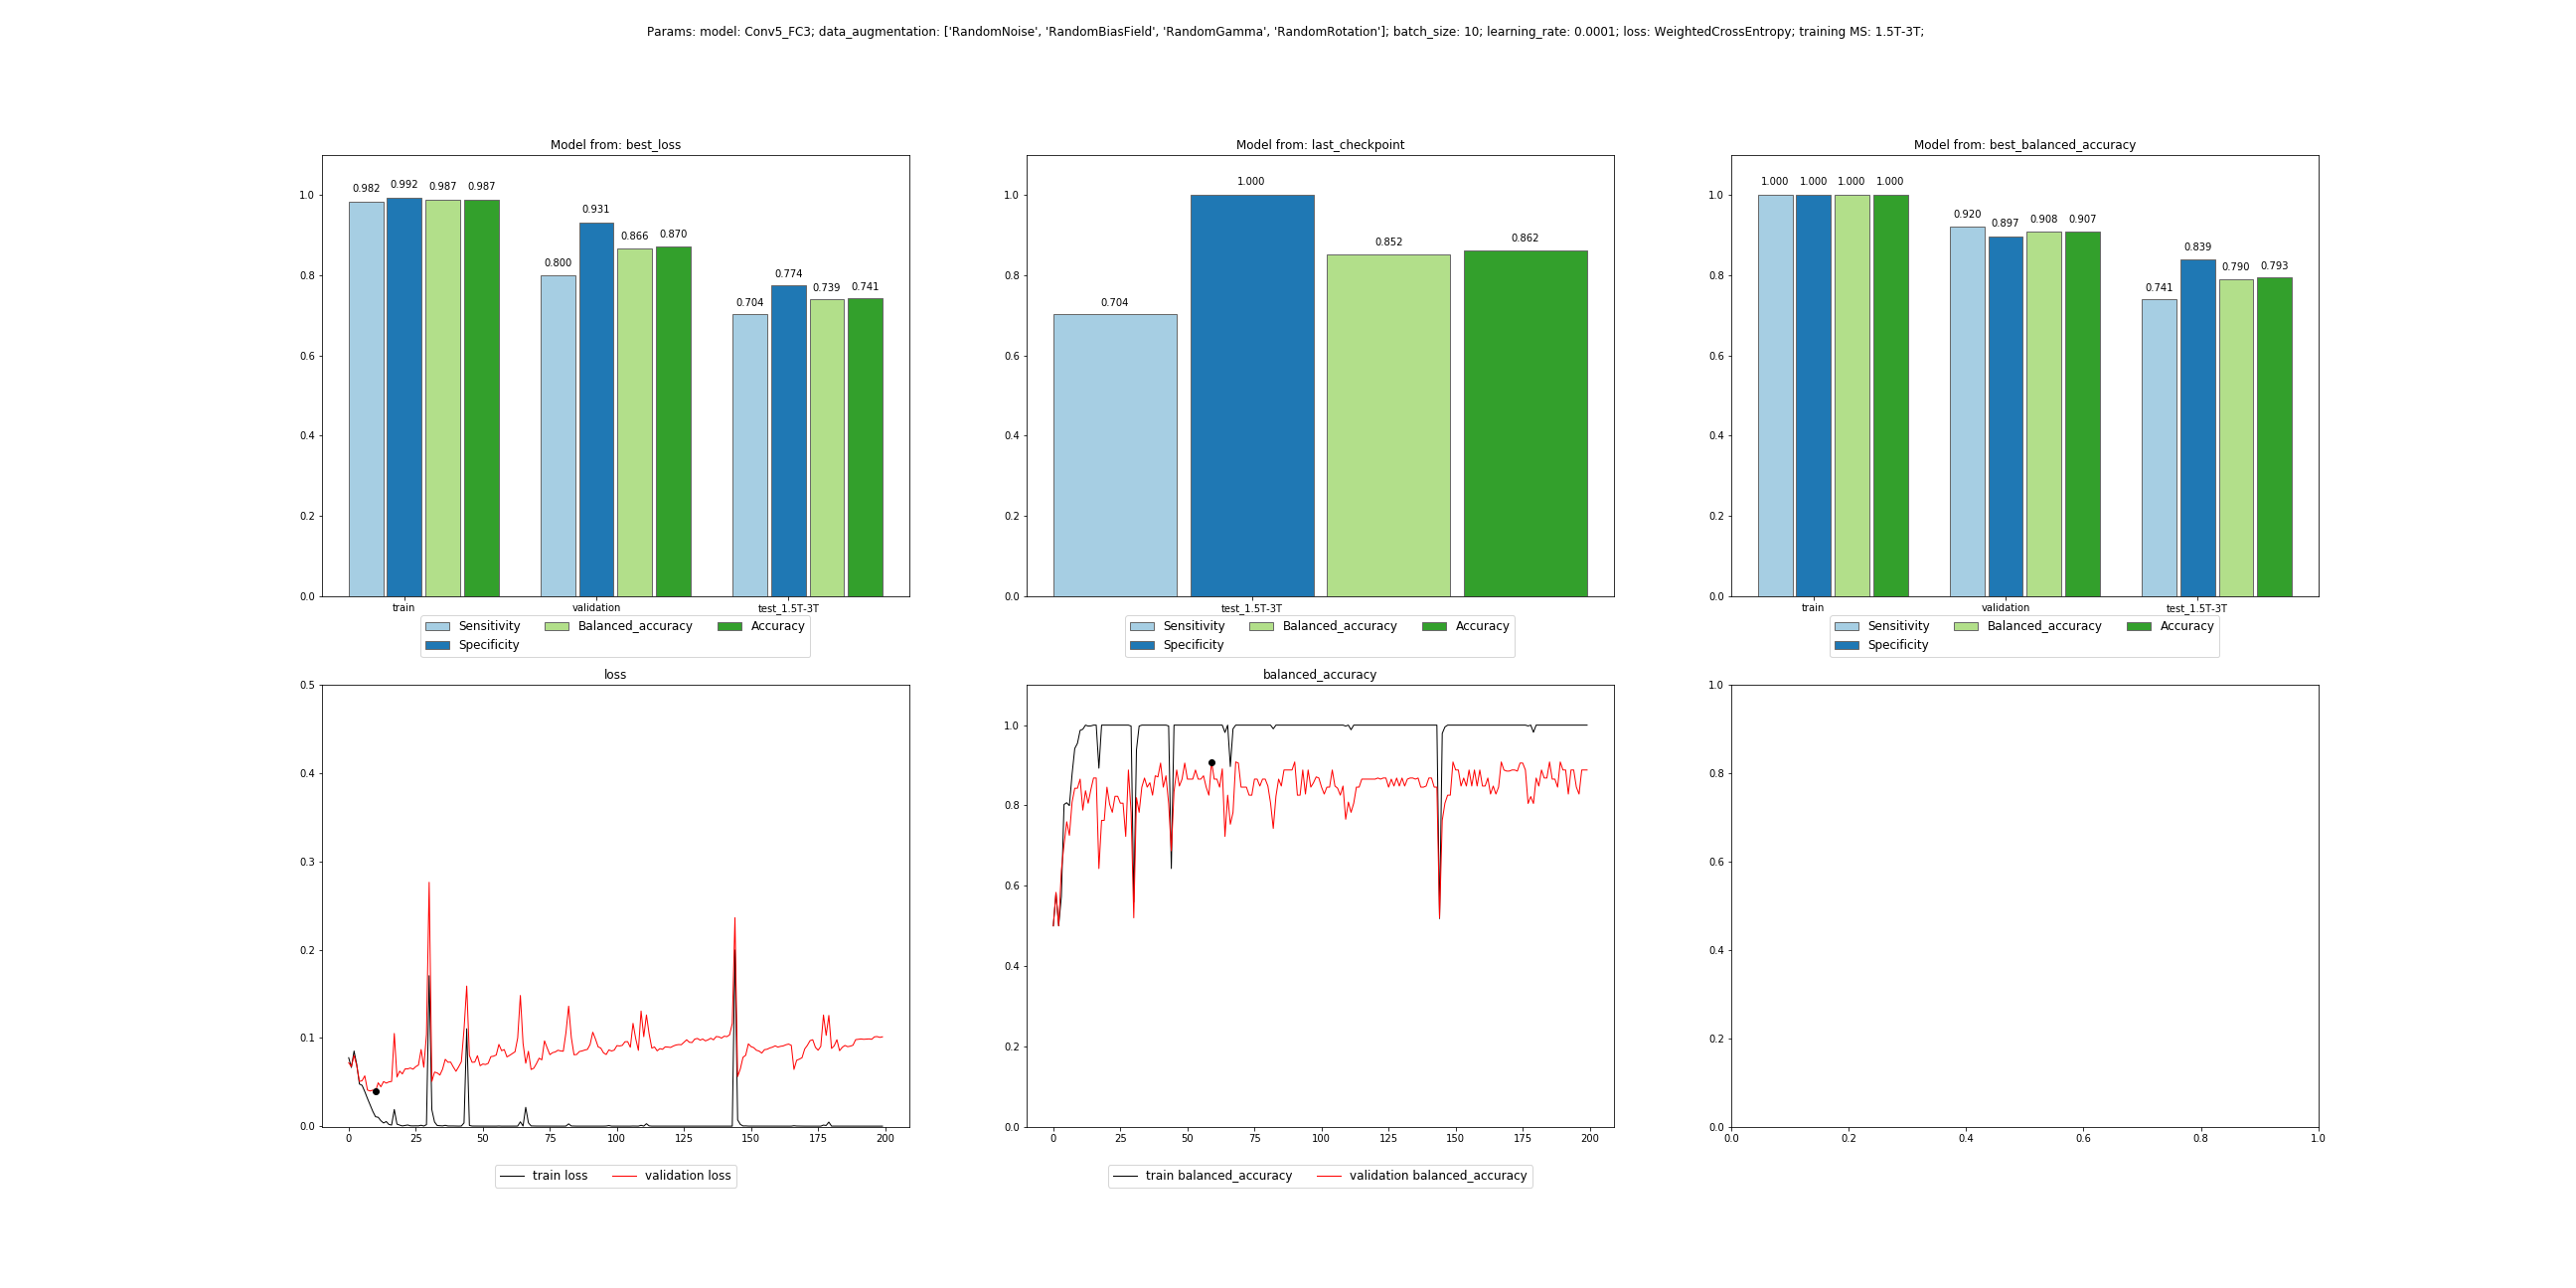 Params: model: Conv5_FC3; data_augmentation: ['RandomNoise', 'RandomBiasField', 'RandomGamma', 'RandomRotation']; batch_size: 10; learning_rate: 0.0001; loss: WeightedCrossEntropy; training MS: 1.5T-3T;
Model from: best_loss
1.0
0.8
0.6
0.4
0.2
0.0
0.982 0.992 0.987 0.987
0.800 0.931 0.866 0.870
0.704 0.774 0.739 0.741
train validation test_1.5T-3T
Sensitivity Balanced_accuracy Accuracy
Specificity
Model from: last_checkpoint
1.0
0.8
0.6
0.4
0.2
0.0
0.704 1.000 0.852 0.862
test_1.5T-3T
Sensitivity Balanced_accuracy Accuracy
Specificity
Model from: best_balanced_accuracy
1.0
0.8
0.6
0.4
0.2
0.0
1.000 1.000 1.000 1.000
0.920 0.897 0.908 0.907
0.741 0.839 0.790 0.793
train validation test_1.5T-3T
Sensitivity Balanced_accuracy Accuracy
Specificity
loss
0.5
0.4
0.3
0.2
0.1
0.0
0 25 50 75 100 125 150 175 200
train loss validation loss
balanced_accuracy
1.0
0.8
0.6
0.4
0.2
0.0
0 25 50 75 100 125 150 175 200
train balanced_accuracy validation balanced_accuracy
1.0
0.8
0.6
0.4
0.2
0.0
0.0 0.2 0.4 0.6 0.8 1.0